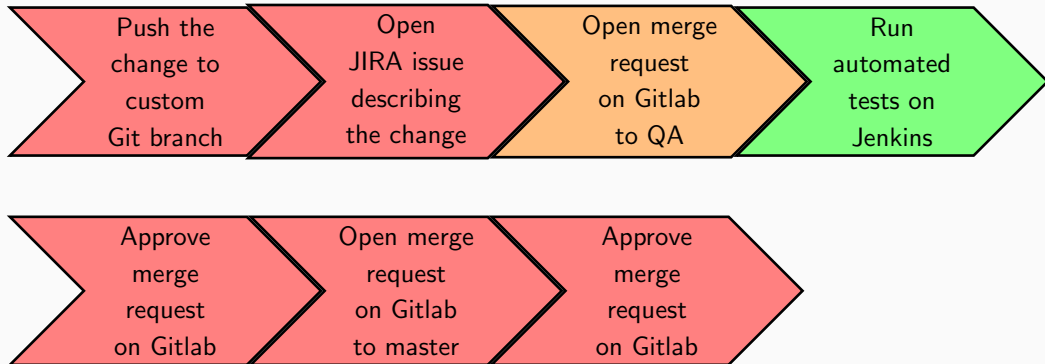 Push the
change to
custom
Git branch
Open
JIRA issue
describing
the change
Open merge
request
on Gitlab
to QA
Run
automated
tests on
Jenkins
Approve
merge
request
on Gitlab
Open merge
request
on Gitlab
to master
Approve
merge
request
on Gitlab